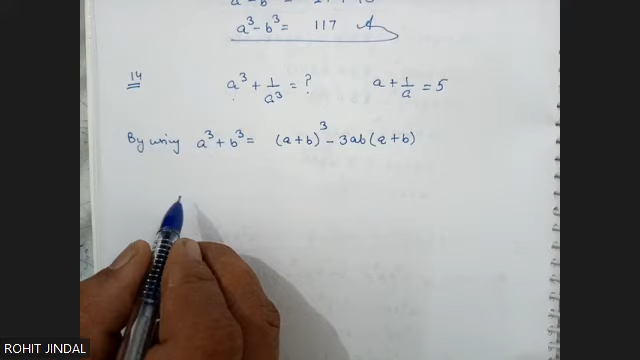 a³ - b³ = 117 A
14 a³ + 1/a³ = ? a + 1/a = 5
By using a³ + b³ = (a+b)³ - 3ab(a+b)
ROHIT JINDAL